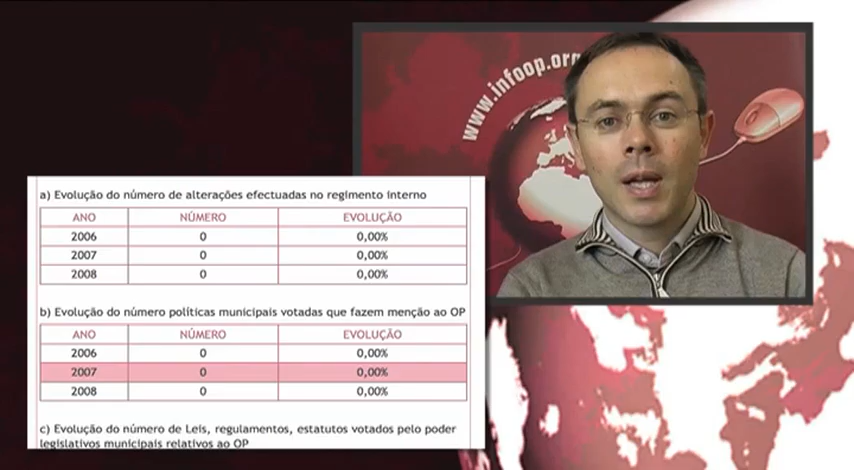 www.infoop.org
a) Evolução do número de alterações efectuadas no regimento interno
ANO NÚMERO EVOLUÇÃO
2006 0 0,00%
2007 0 0,00%
2008 0 0,00%
b) Evolução do número políticas municipais votadas que fazem menção ao OP
ANO NÚMERO EVOLUÇÃO
2006 0 0,00%
2007 0 0,00%
2008 0 0,00%
c) Evolução do número de Leis, regulamentos, estatutos votados pelo poder
legislativos municipais relativos ao OP